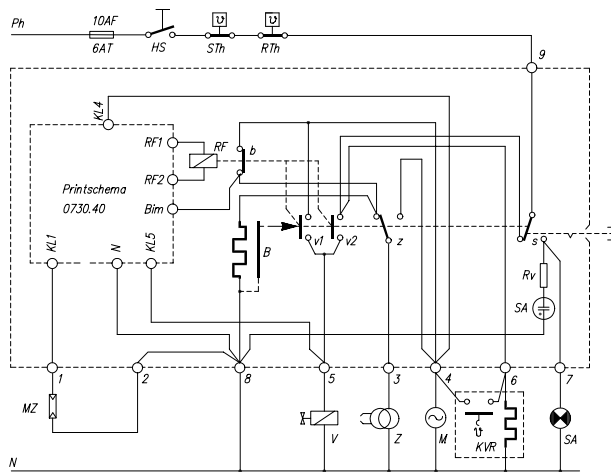 Ph
10AF
6AT
HS
STh
RTh
9
KL4
RF1
RF
b
RF2
Printschema
0730.40
Bim
KL1
N
KL5
B
v1
v2
z
s
Rv
SA
1
2
8
5
3
4
6
7
MZ
V
Z
M
KVR
SA
N